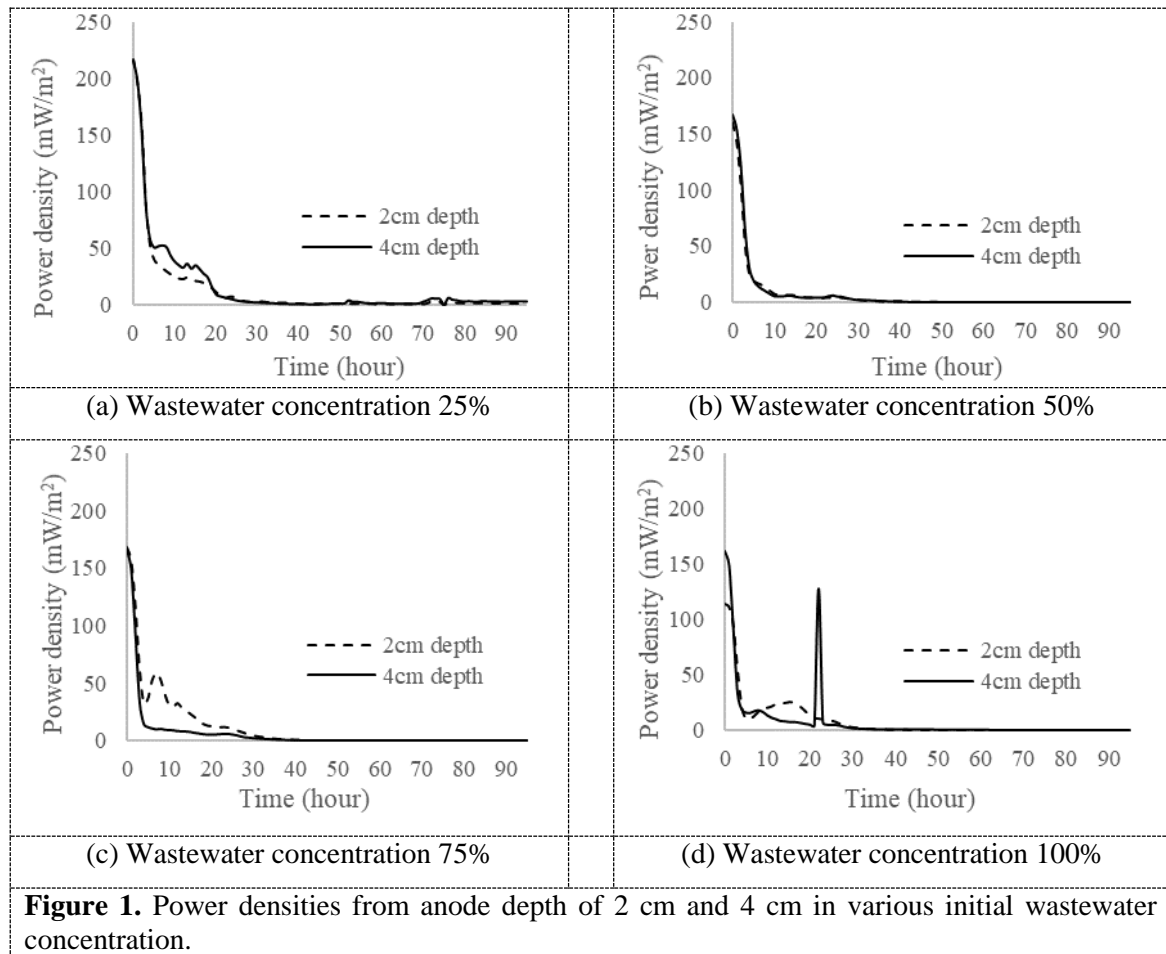 250
200
150
100
50
0
Power density (mW/m²)
2cm depth
4cm depth
0 10 20 30 40 50 60 70 80 90
Time (hour)
(a) Wastewater concentration 25%
250
200
150
100
50
0
Pwer density (mW/m²)
2cm depth
4cm depth
0 10 20 30 40 50 60 70 80 90
Time (hour)
(b) Wastewater concentration 50%
250
200
150
100
50
0
Power density (mW/m²)
2cm depth
4cm depth
0 10 20 30 40 50 60 70 80 90
Time (hour)
(c) Wastewater concentration 75%
250
200
150
100
50
0
Power density (mW/m²)
2cm depth
4cm depth
0 10 20 30 40 50 60 70 80 90
Time (hour)
(d) Wastewater concentration 100%
Figure 1. Power densities from anode depth of 2 cm and 4 cm in various initial wastewater
concentration.